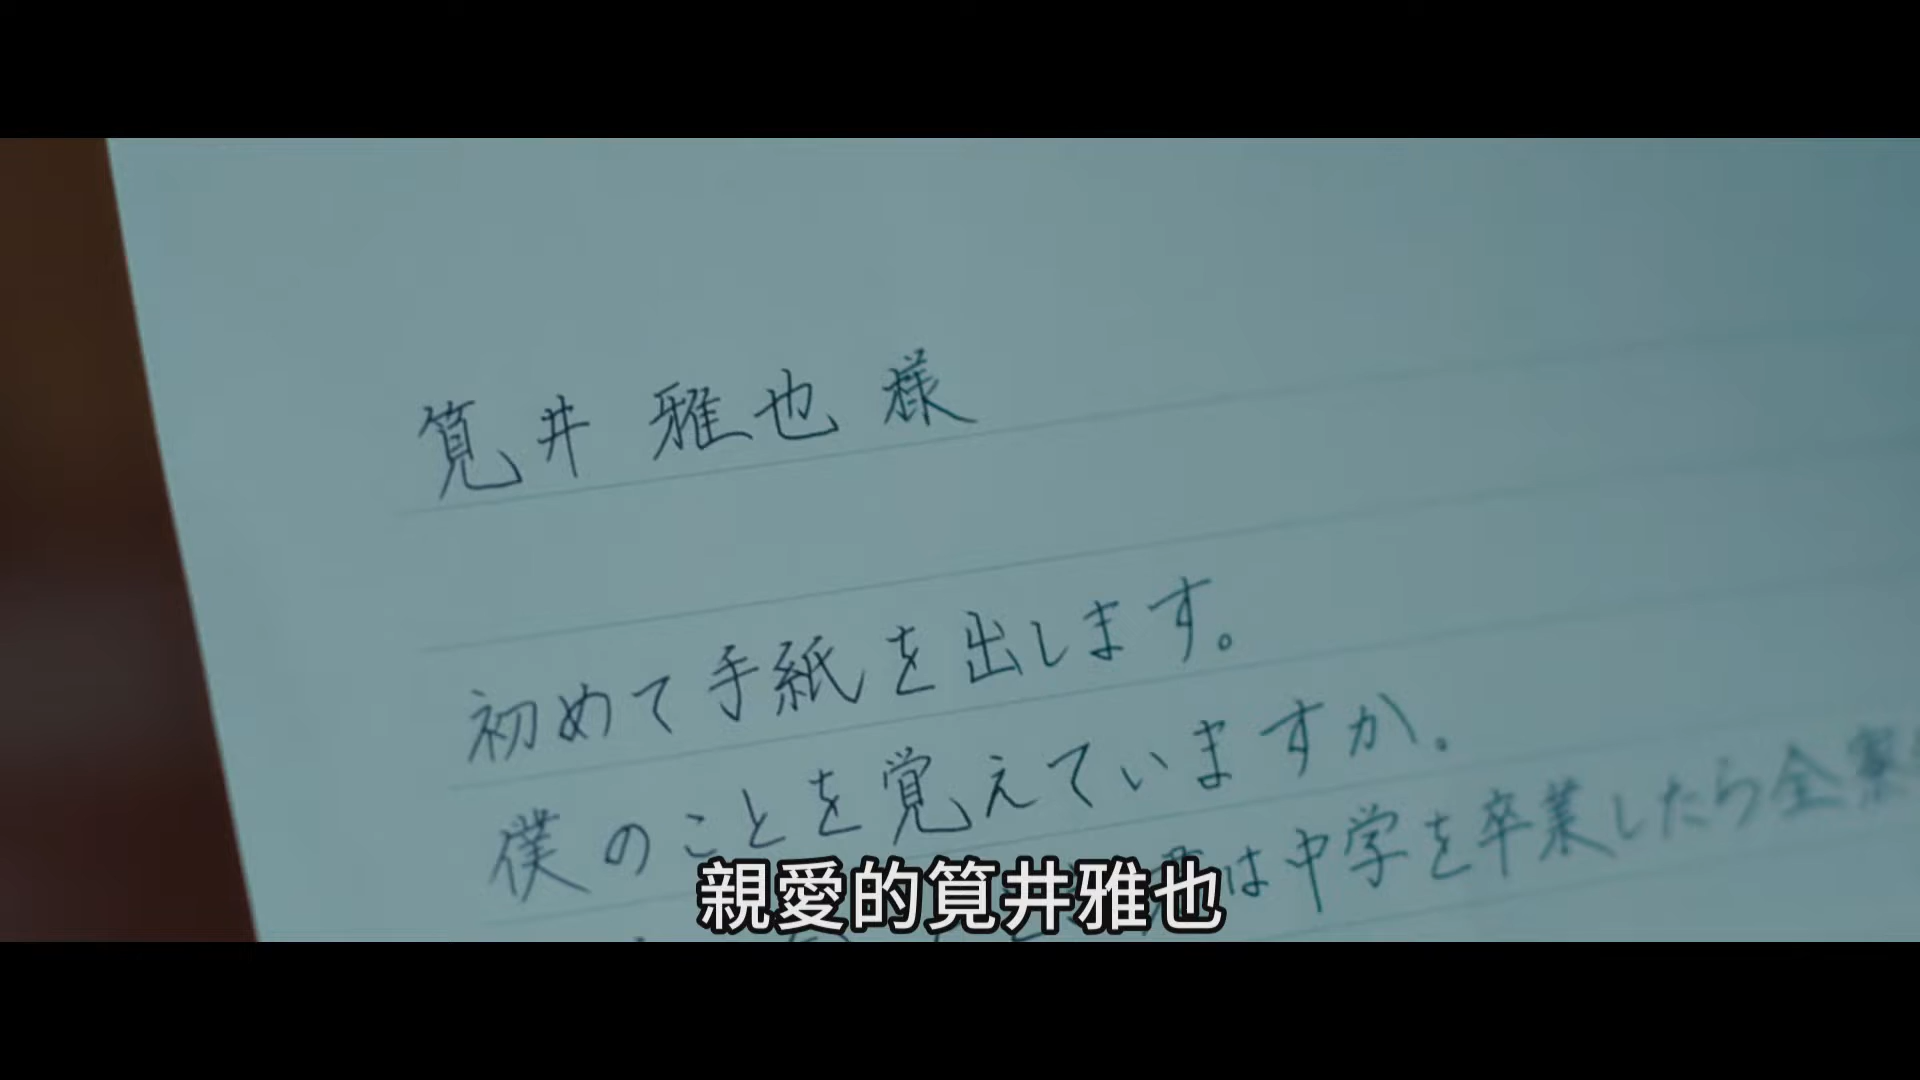 筧井 雅也 様
初めて手紙を出します。
僕のことを覚えていますか。
は中学を卒業したら全寮
親愛的筧井雅也